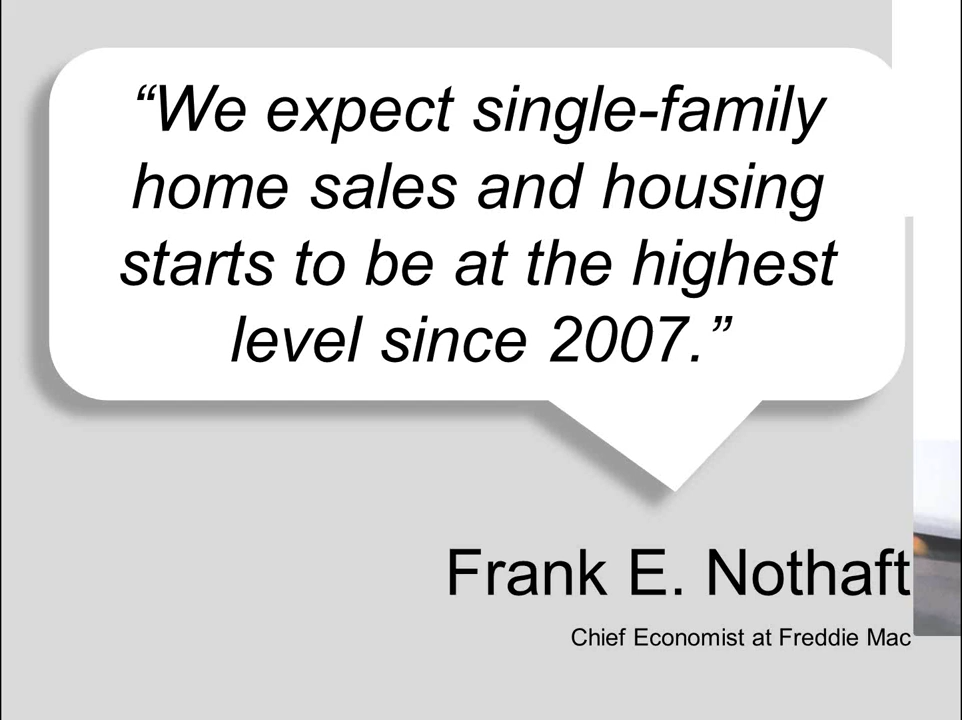 “We expect single-family
home sales and housing
starts to be at the highest
level since 2007.”
Frank E. Nothaft
Chief Economist at Freddie Mac